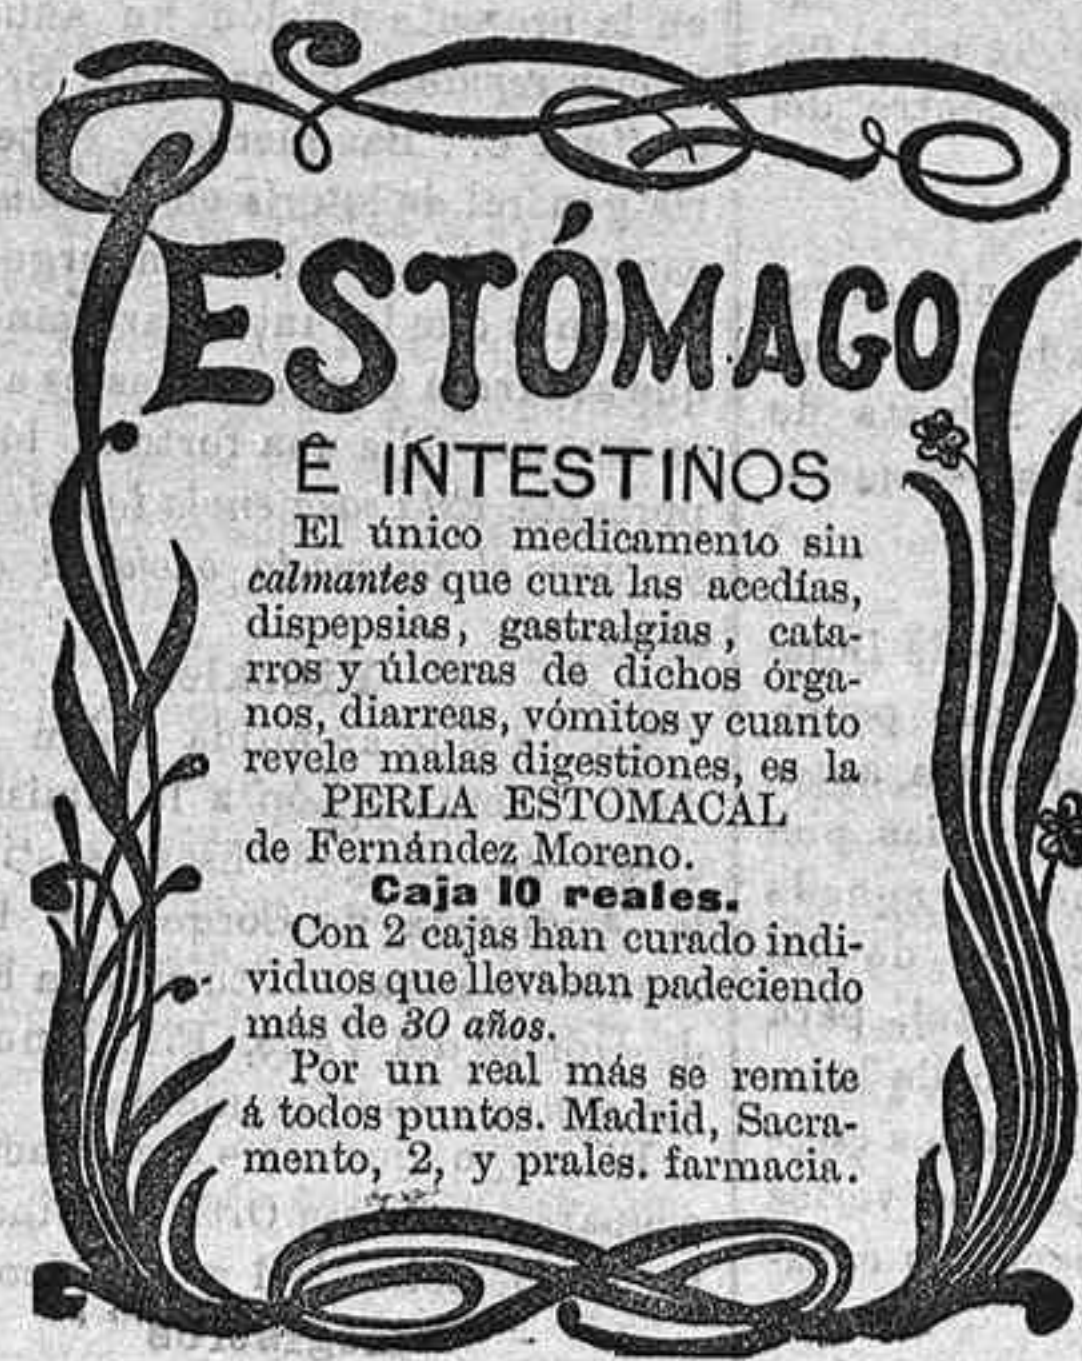 ESTÓMAGO
É INTESTINOS
El único medicamento sin
calmantes que cura las acedías,
dispepsias, gastralgias, cata-
rros y úlceras de dichos órga-
nos, diarreas, vómitos y cuanto
revele malas digestiones, es la
PERLA ESTOMACAL
de Fernández Moreno.
Caja 10 reales.
Con 2 cajas han curado indi-
viduos que llevaban padeciendo
más de 30 años.
Por un real más se remite
á todos puntos. Madrid, Sacra-
mento, 2, y prales. farmacia.